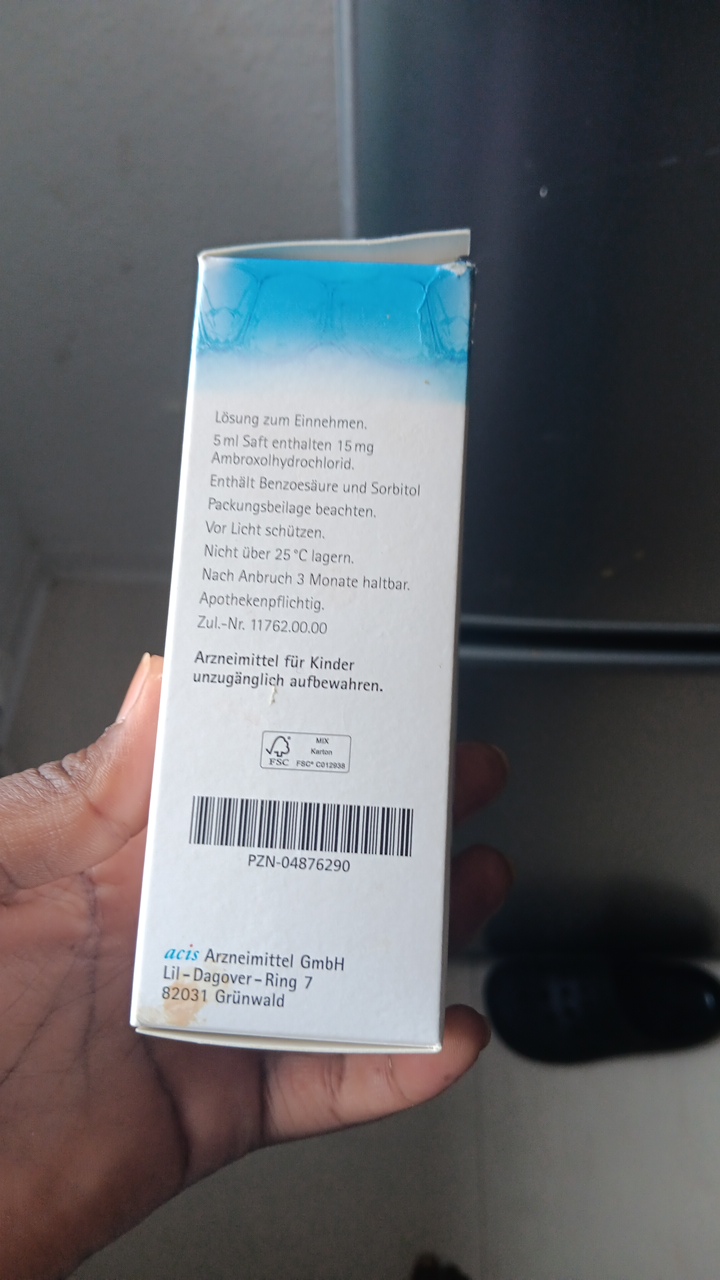 Lösung zum Einnehmen.
5 ml Saft enthalten 15 mg
Ambroxolhydrochlorid.
Enthält Benzoesäure und Sorbitol
Packungsbeilage beachten.
Vor Licht schützen.
Nicht über 25 °C lagern.
Nach Anbruch 3 Monate haltbar.
Apothekenpflichtig.
Zul.-Nr. 11762.00.00
Arzneimittel für Kinder
unzugänglich aufbewahren.
MIX
Karton
FSC® C012938
FSC
PZN-04876290
acis Arzneimittel GmbH
Lil-Dagover-Ring 7
82031 Grünwald